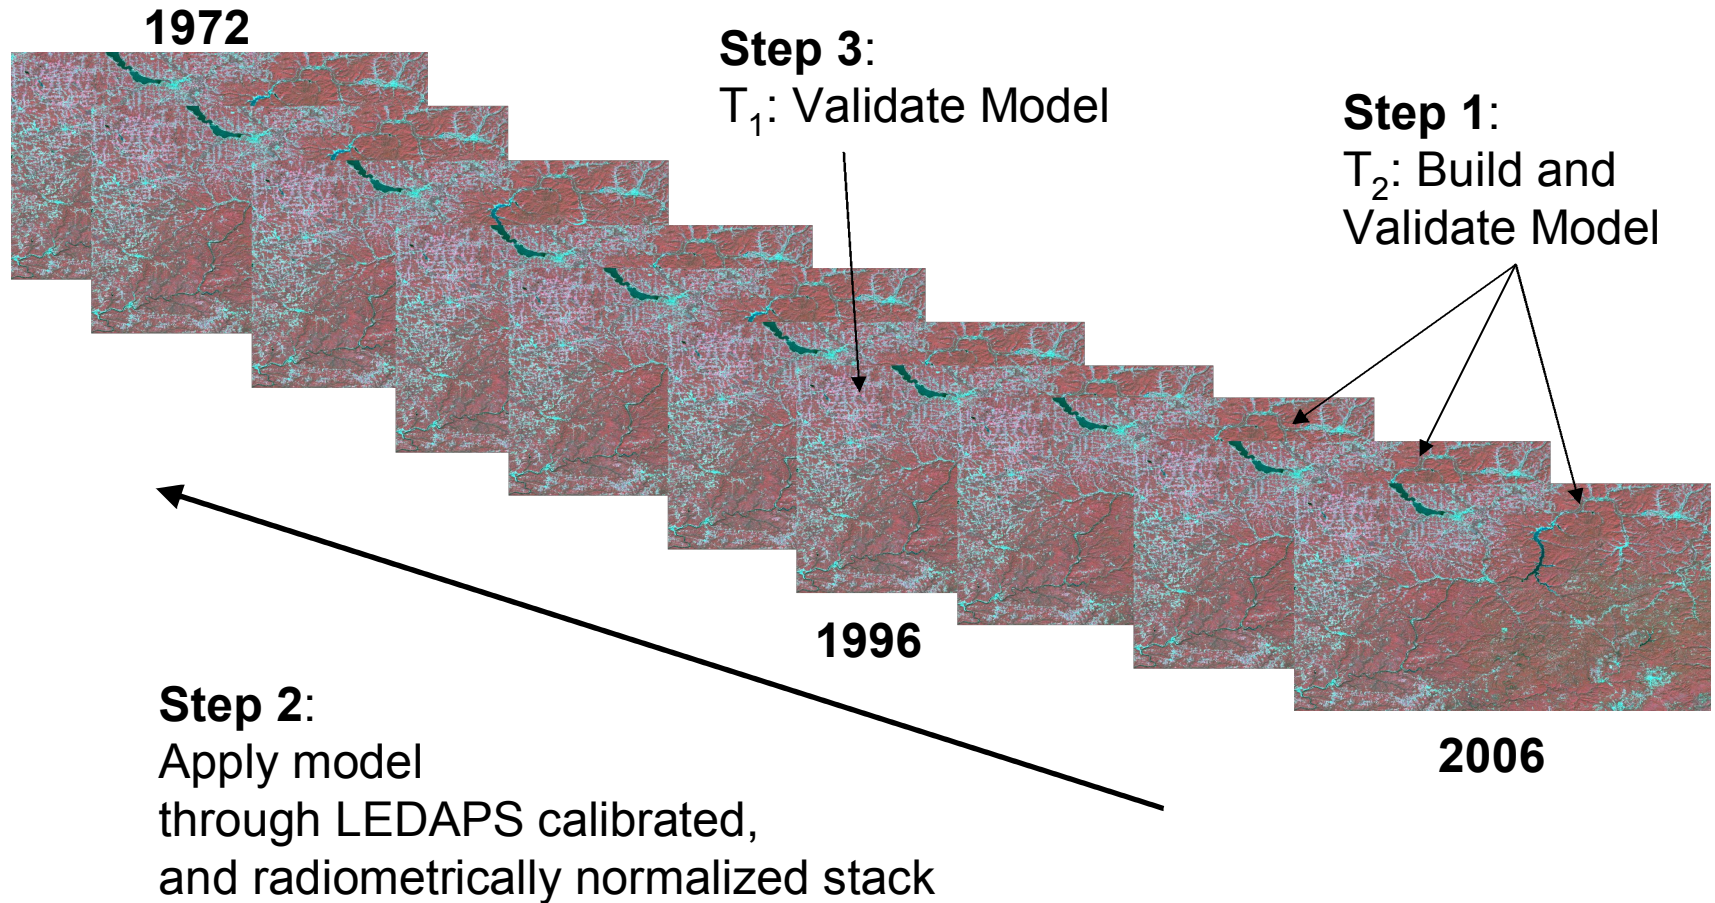 1972
Step 3:
T₁: Validate Model
Step 1:
T₂: Build and
Validate Model
1996
2006
Step 2:
Apply model
through LEDAPS calibrated,
and radiometrically normalized stack